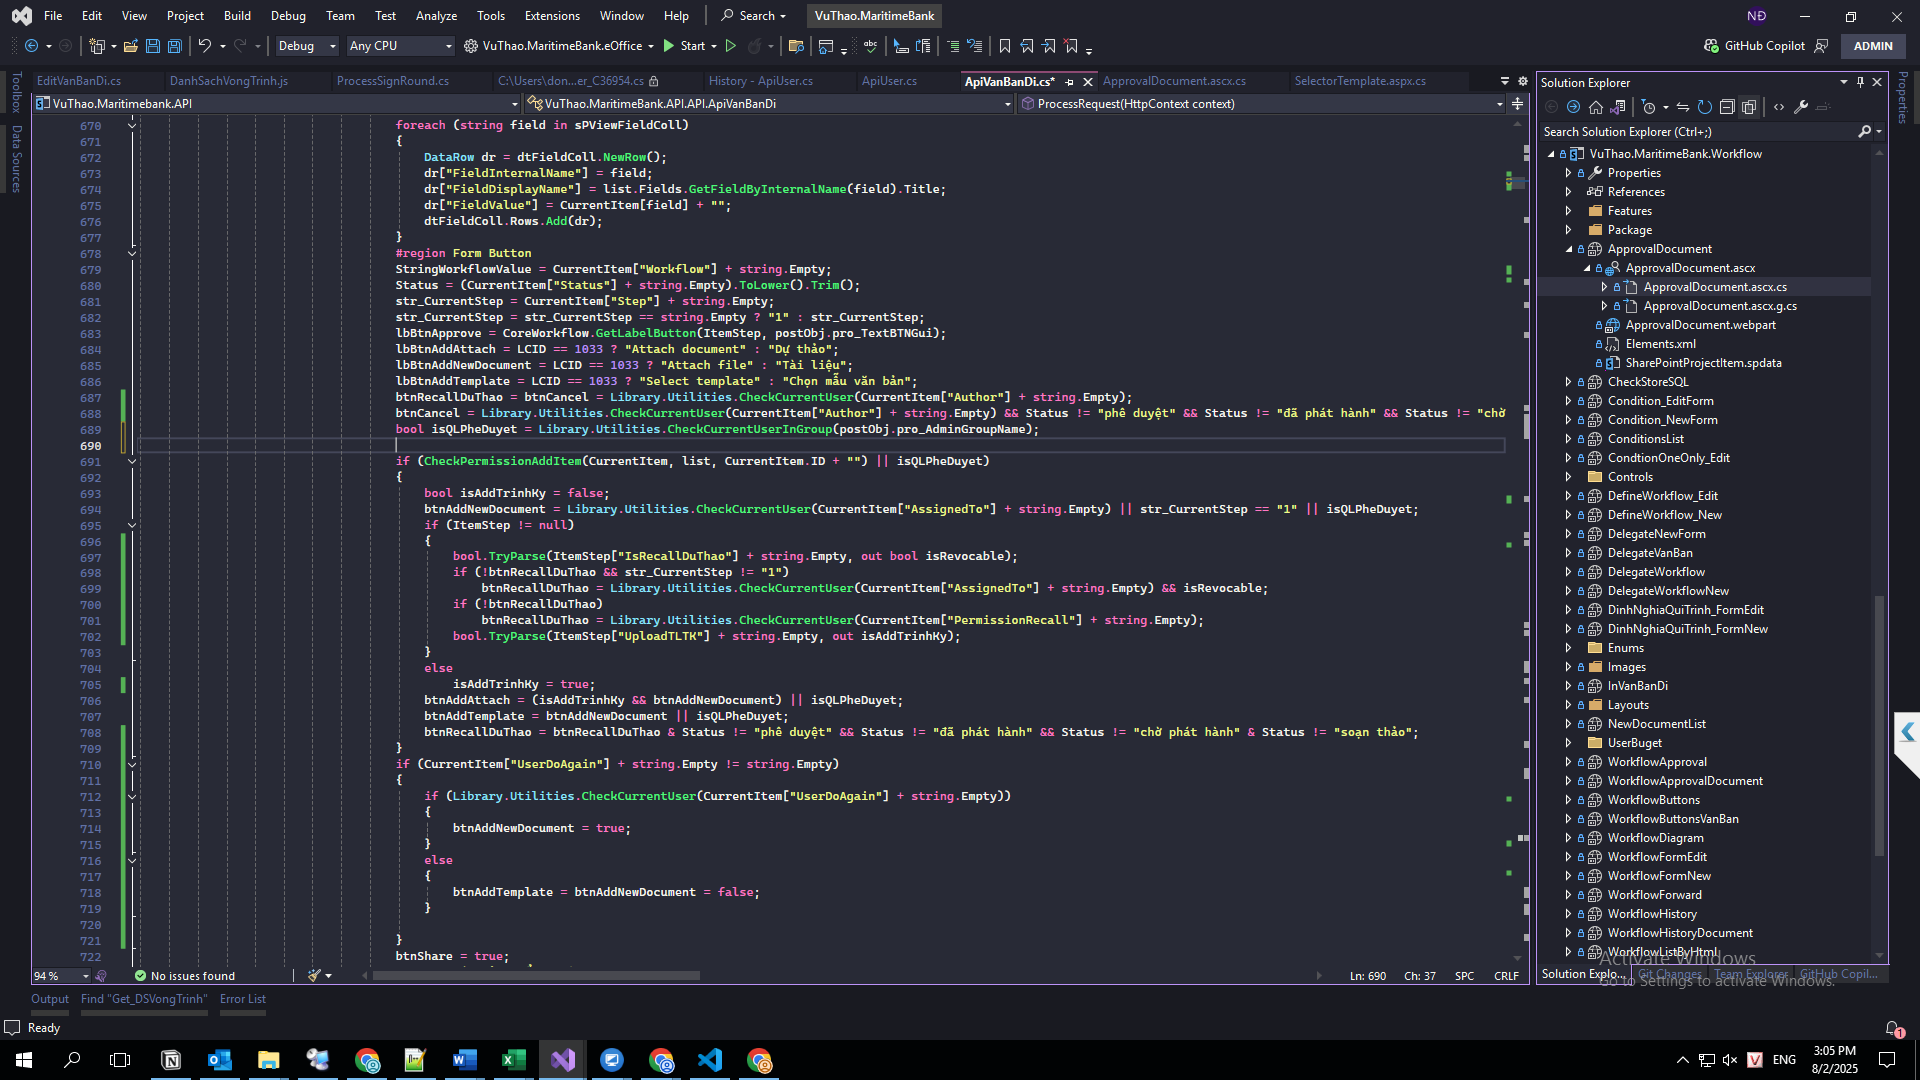 File Edit View Project Build Debug Team Test Analyze Tools Extensions Window Help Search VuThao.MaritimeBank NĐ
Debug Any CPU VuThao.MaritimeBank.eOffice Start GitHub Copilot ADMIN
EditVanBanDi.cs DanhSachVongTrinh.js ProcessSignRound.cs C:\Users\don...er_C36954.cs History - ApiUser.cs ApiUser.cs ApiVanBanDi.cs* ApprovalDocument.ascx.cs SelectorTemplate.aspx.cs
VuThao.Maritimebank.API VuThao.MaritimeBank.API.API.ApiVanBanDi ProcessRequest(HttpContext context)
Toolbox
Data Sources
670 foreach (string field in sPViewFieldColl)
671 {
672 DataRow dr = dtFieldColl.NewRow();
673 dr["FieldInternalName"] = field;
674 dr["FieldDisplayName"] = list.Fields.GetFieldByInternalName(field).Title;
675 dr["FieldValue"] = CurrentItem[field] + "";
676 dtFieldColl.Rows.Add(dr);
677 }
678 #region Form Button
679 StringWorkflowValue = CurrentItem["Workflow"] + string.Empty;
680 Status = (CurrentItem["Status"] + string.Empty).ToLower().Trim();
681 str_CurrentStep = CurrentItem["Step"] + string.Empty;
682 str_CurrentStep = str_CurrentStep == string.Empty ? "1" : str_CurrentStep;
683 lbBtnApprove = CoreWorkflow.GetLabelButton(ItemStep, postObj.pro_TextBTNGui);
684 lbBtnAddAttach = LCID == 1033 ? "Attach document" : "Dự thảo";
685 lbBtnAddNewDocument = LCID == 1033 ? "Attach file" : "Tài liệu";
686 lbBtnAddTemplate = LCID == 1033 ? "Select template" : "Chọn mẫu văn bản";
687 btnRecallDuThao = btnCancel = Library.Utilities.CheckCurrentUser(CurrentItem["Author"] + string.Empty);
688 btnCancel = Library.Utilities.CheckCurrentUser(CurrentItem["Author"] + string.Empty) && Status != "phê duyệt" && Status != "đã phát hành" && Status != "chờ
689 bool isQLPheDuyet = Library.Utilities.CheckCurrentUserInGroup(postObj.pro_AdminGroupName);
690
691 if (CheckPermissionAddItem(CurrentItem, list, CurrentItem.ID + "") || isQLPheDuyet)
692 {
693 bool isAddTrinhKy = false;
694 btnAddNewDocument = Library.Utilities.CheckCurrentUser(CurrentItem["AssignedTo"] + string.Empty) || str_CurrentStep == "1" || isQLPheDuyet;
695 if (ItemStep != null)
696 {
697 bool.TryParse(ItemStep["IsRecallDuThao"] + string.Empty, out bool isRevocable);
698 if (!btnRecallDuThao && str_CurrentStep != "1")
699 btnRecallDuThao = Library.Utilities.CheckCurrentUser(CurrentItem["AssignedTo"] + string.Empty) && isRevocable;
700 if (!btnRecallDuThao)
701 btnRecallDuThao = Library.Utilities.CheckCurrentUser(CurrentItem["PermissionRecall"] + string.Empty);
702 bool.TryParse(ItemStep["UploadTLTK"] + string.Empty, out isAddTrinhKy);
703 }
704 else
705 isAddTrinhKy = true;
706 btnAddAttach = (isAddTrinhKy && btnAddNewDocument) || isQLPheDuyet;
707 btnAddTemplate = btnAddNewDocument || isQLPheDuyet;
708 btnRecallDuThao = btnRecallDuThao & Status != "phê duyệt" && Status != "đã phát hành" && Status != "chờ phát hành" & Status != "soạn thảo";
709 }
710 if (CurrentItem["UserDoAgain"] + string.Empty != string.Empty)
711 {
712 if (Library.Utilities.CheckCurrentUser(CurrentItem["UserDoAgain"] + string.Empty))
713 {
714 btnAddNewDocument = true;
715 }
716 else
717 {
718 btnAddTemplate = btnAddNewDocument = false;
719 }
720
721 }
722 btnShare = true;
94 % No issues found Ln: 690 Ch: 37 SPC CRLF
Output Find "Get_DSVongTrinh" Error List
Ready
Solution Explorer
Search Solution Explorer (Ctrl+;)
VuThao.MaritimeBank.Workflow
Properties
References
Features
Package
ApprovalDocument
ApprovalDocument.ascx
ApprovalDocument.ascx.cs
ApprovalDocument.ascx.g.cs
ApprovalDocument.webpart
Elements.xml
SharePointProjectItem.spdata
CheckStoreSQL
Condition_EditForm
Condition_NewForm
ConditionsList
CondtionOneOnly_Edit
Controls
DefineWorkflow_Edit
DefineWorkflow_New
DelegateNewForm
DelegateVanBan
DelegateWorkflow
DelegateWorkflowNew
DinhNghiaQuiTrinh_FormEdit
DinhNghiaQuiTrinh_FormNew
Enums
Images
InVanBanDi
Layouts
NewDocumentList
UserBuget
WorkflowApproval
WorkflowApprovalDocument
WorkflowButtons
WorkflowButtonsVanBan
WorkflowDiagram
WorkflowFormEdit
WorkflowFormNew
WorkflowForward
WorkflowHistory
WorkflowHistoryDocument
WorkflowListByHtml
Solution Explo... Git Changes Team Explorer GitHub Copil...
Activate Windows
Go to Settings to activate Windows.
Properties
1
V ENG 3:05 PM
8/2/2025